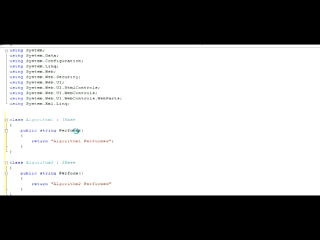 using System;
using System.Data;
using System.Configuration;
using System.Linq;
using System.Web;
using System.Web.Security;
using System.Web.UI;
using System.Web.UI.HtmlControls;
using System.Web.UI.WebControls;
using System.Web.UI.WebControls.WebParts;
using System.Xml.Linq;
class Algorithm1 : IBase
{
public string Perform()
{
return "Algorithm1 Performed";
}
}
class Algorithm2 : IBase
{
public string Perform()
{
return "Algorithm2 Performed"